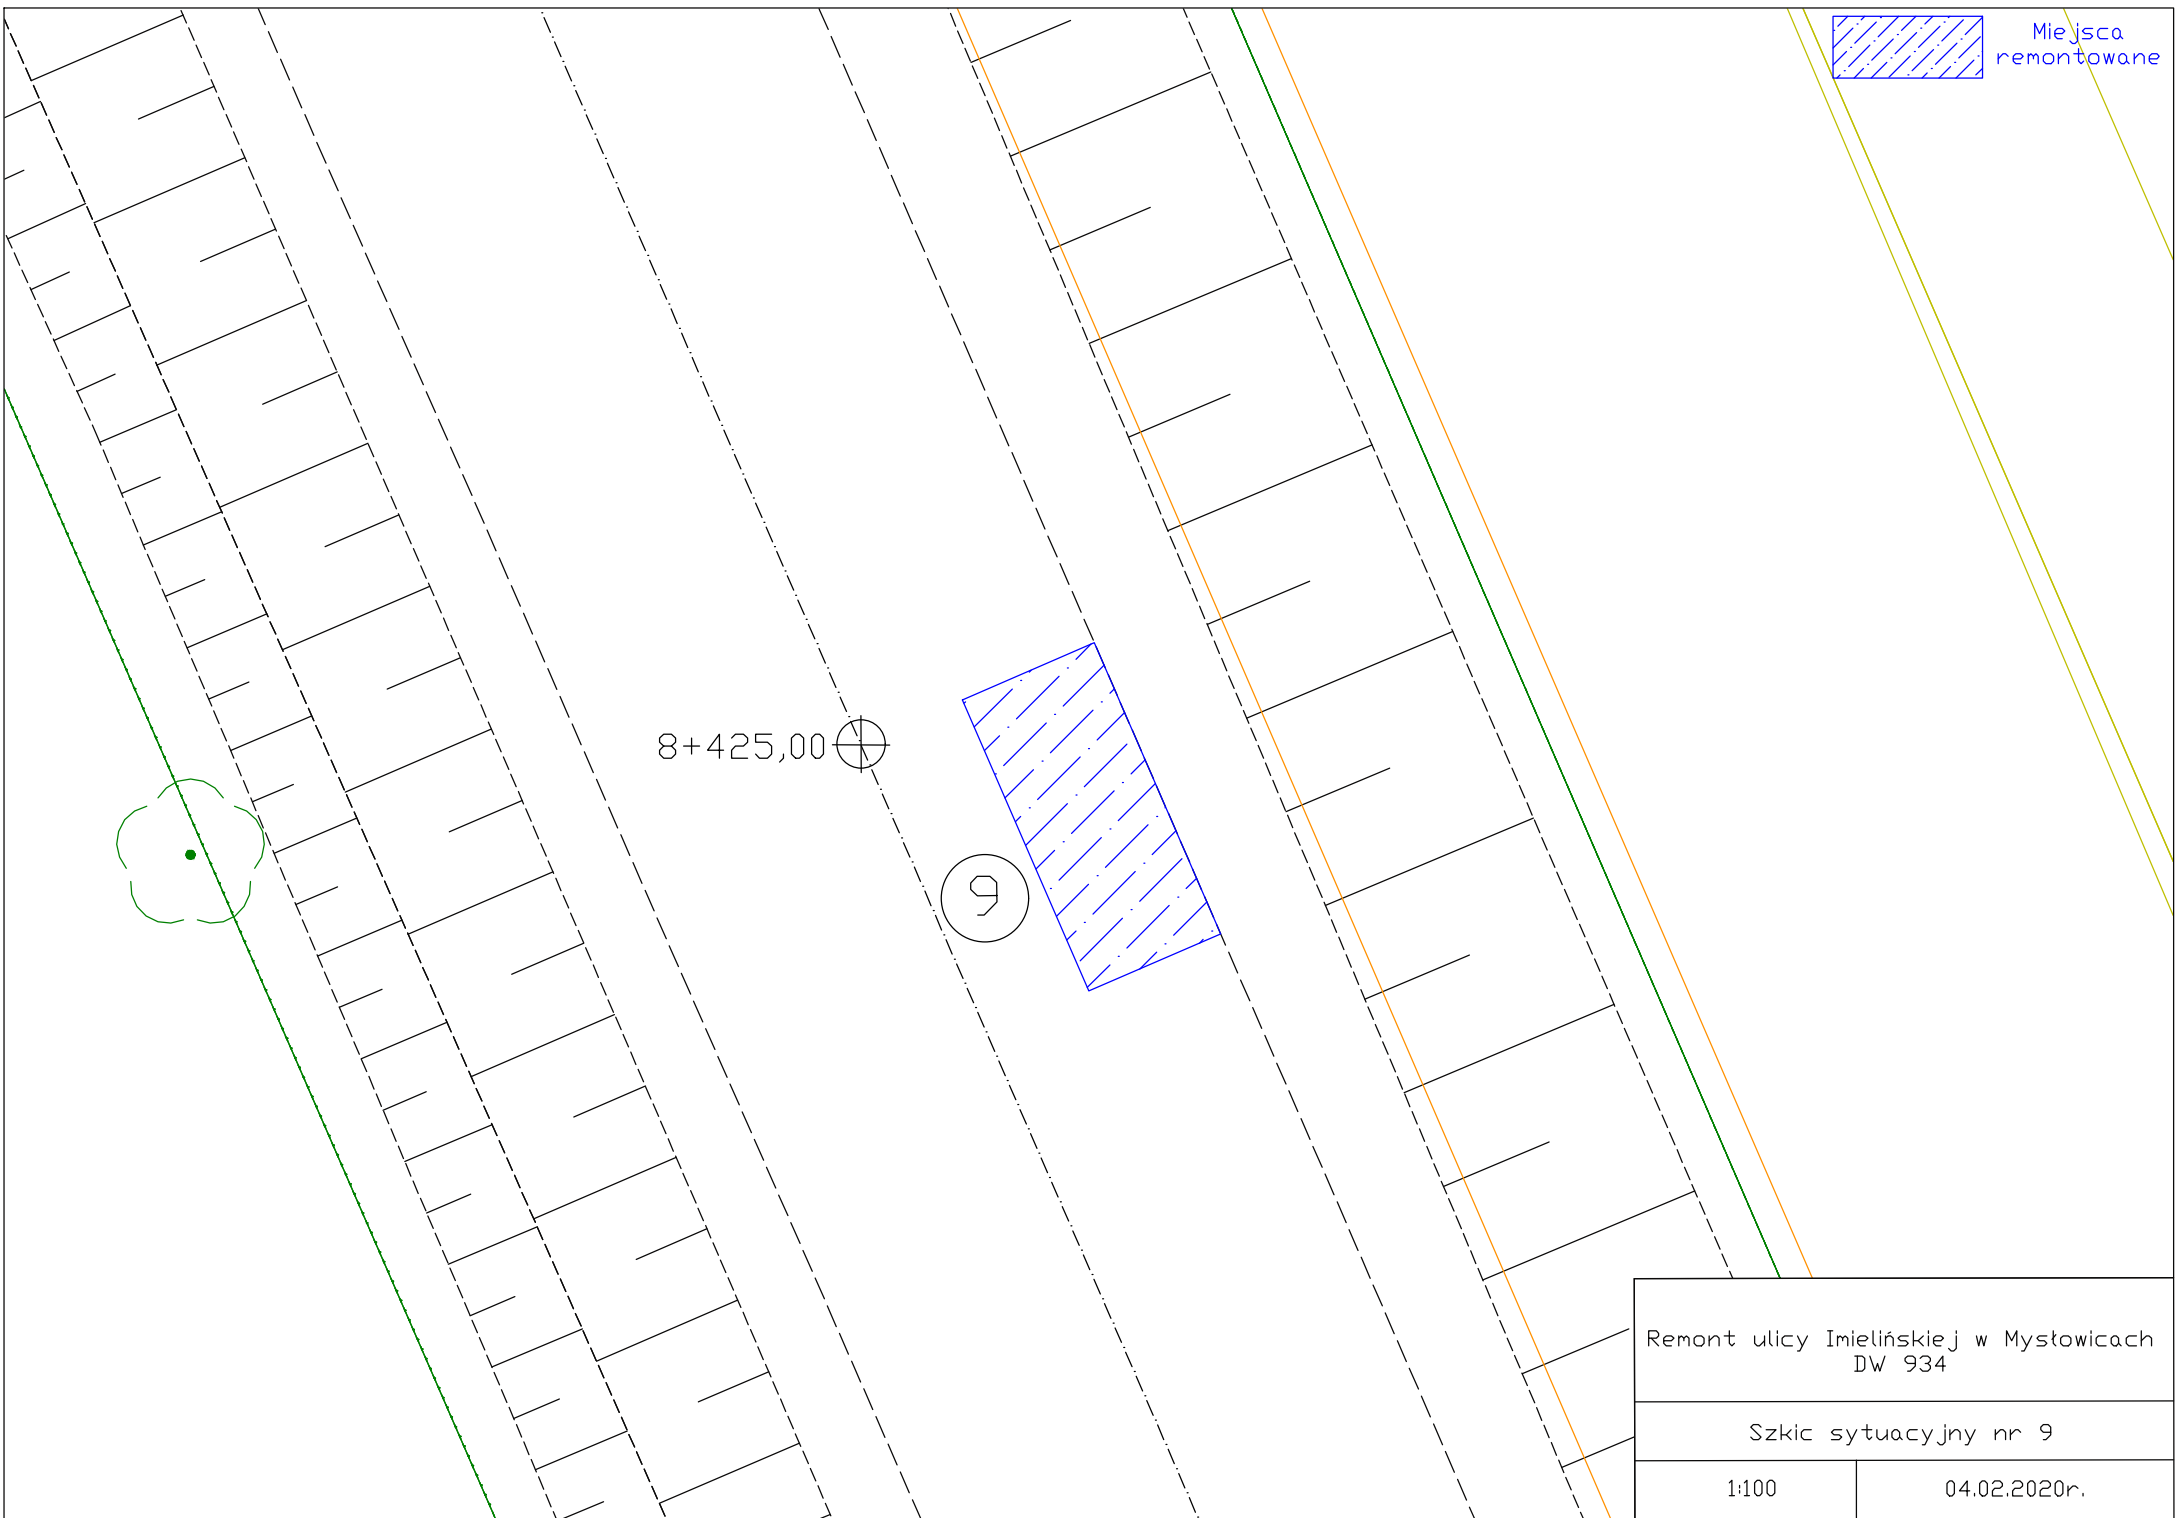 Miejsca
remontowane
8+425,00
9
Remont ulicy Imielińskiej w Mysłowicach
DW 934
Szkic sytuacyjny nr 9
1:100
04.02.2020r.